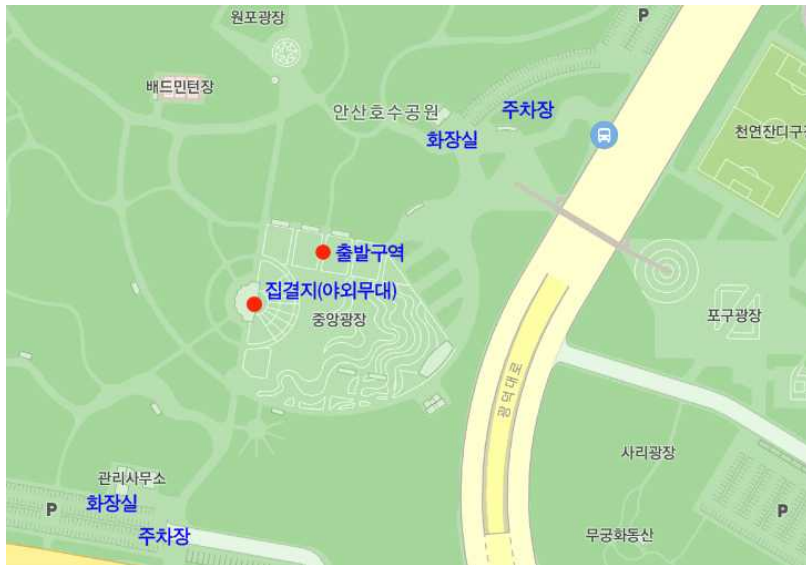 원포광장
P
배드민턴장
안산호수공원
주차장
화장실
천연잔디구장
출발구역
집결지(야외무대)
중앙광장
포구광장
광덕대로
사리광장
관리사무소
화장실
P
주차장
P
무궁화동산